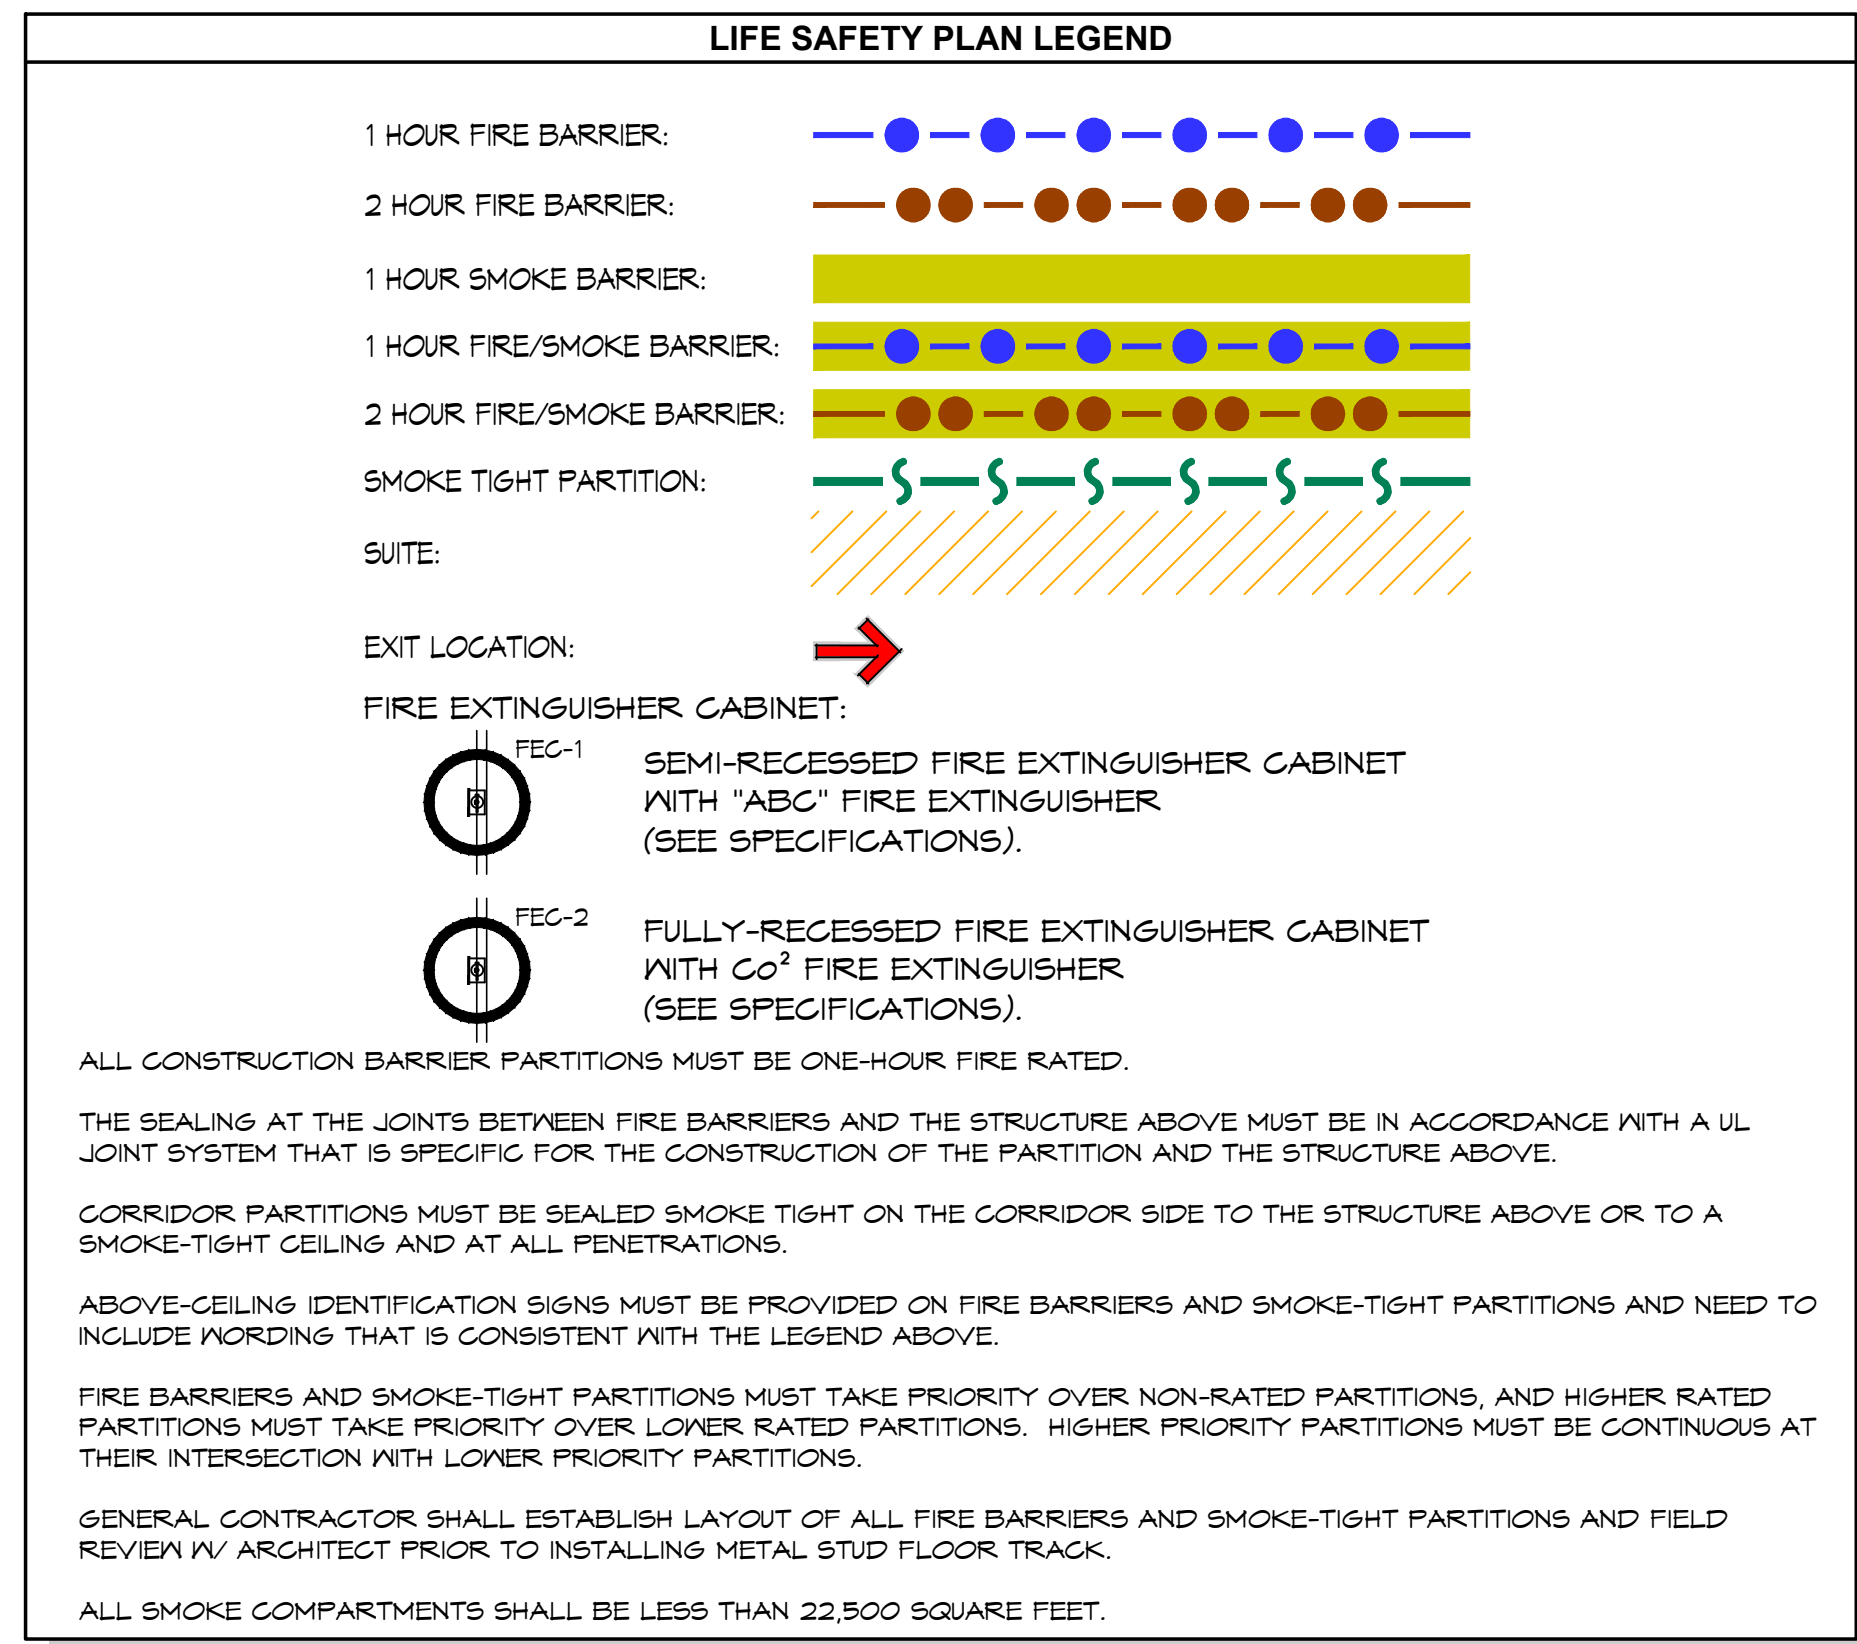 LIFE SAFETY PLAN LEGEND
1 HOUR FIRE BARRIER:
2 HOUR FIRE BARRIER:
1 HOUR SMOKE BARRIER:
1 HOUR FIRE/SMOKE BARRIER:
2 HOUR FIRE/SMOKE BARRIER:
SMOKE TIGHT PARTITION:
SUITE:
EXIT LOCATION:
FIRE EXTINGUISHER CABINET:
FEC-1
SEMI-RECESSED FIRE EXTINGUISHER CABINET
WITH "ABC" FIRE EXTINGUISHER
(SEE SPECIFICATIONS).
FEC-2
FULLY-RECESSED FIRE EXTINGUISHER CABINET
WITH Co² FIRE EXTINGUISHER
(SEE SPECIFICATIONS).
ALL CONSTRUCTION BARRIER PARTITIONS MUST BE ONE-HOUR FIRE RATED.
THE SEALING AT THE JOINTS BETWEEN FIRE BARRIERS AND THE STRUCTURE ABOVE MUST BE IN ACCORDANCE WITH A UL
JOINT SYSTEM THAT IS SPECIFIC FOR THE CONSTRUCTION OF THE PARTITION AND THE STRUCTURE ABOVE.
CORRIDOR PARTITIONS MUST BE SEALED SMOKE TIGHT ON THE CORRIDOR SIDE TO THE STRUCTURE ABOVE OR TO A
SMOKE-TIGHT CEILING AND AT ALL PENETRATIONS.
ABOVE-CEILING IDENTIFICATION SIGNS MUST BE PROVIDED ON FIRE BARRIERS AND SMOKE-TIGHT PARTITIONS AND NEED TO
INCLUDE WORDING THAT IS CONSISTENT WITH THE LEGEND ABOVE.
FIRE BARRIERS AND SMOKE-TIGHT PARTITIONS MUST TAKE PRIORITY OVER NON-RATED PARTITIONS, AND HIGHER RATED
PARTITIONS MUST TAKE PRIORITY OVER LOWER RATED PARTITIONS. HIGHER PRIORITY PARTITIONS MUST BE CONTINUOUS AT
THEIR INTERSECTION WITH LOWER PRIORITY PARTITIONS.
GENERAL CONTRACTOR SHALL ESTABLISH LAYOUT OF ALL FIRE BARRIERS AND SMOKE-TIGHT PARTITIONS AND FIELD
REVIEW W/ ARCHITECT PRIOR TO INSTALLING METAL STUD FLOOR TRACK.
ALL SMOKE COMPARTMENTS SHALL BE LESS THAN 22,500 SQUARE FEET.